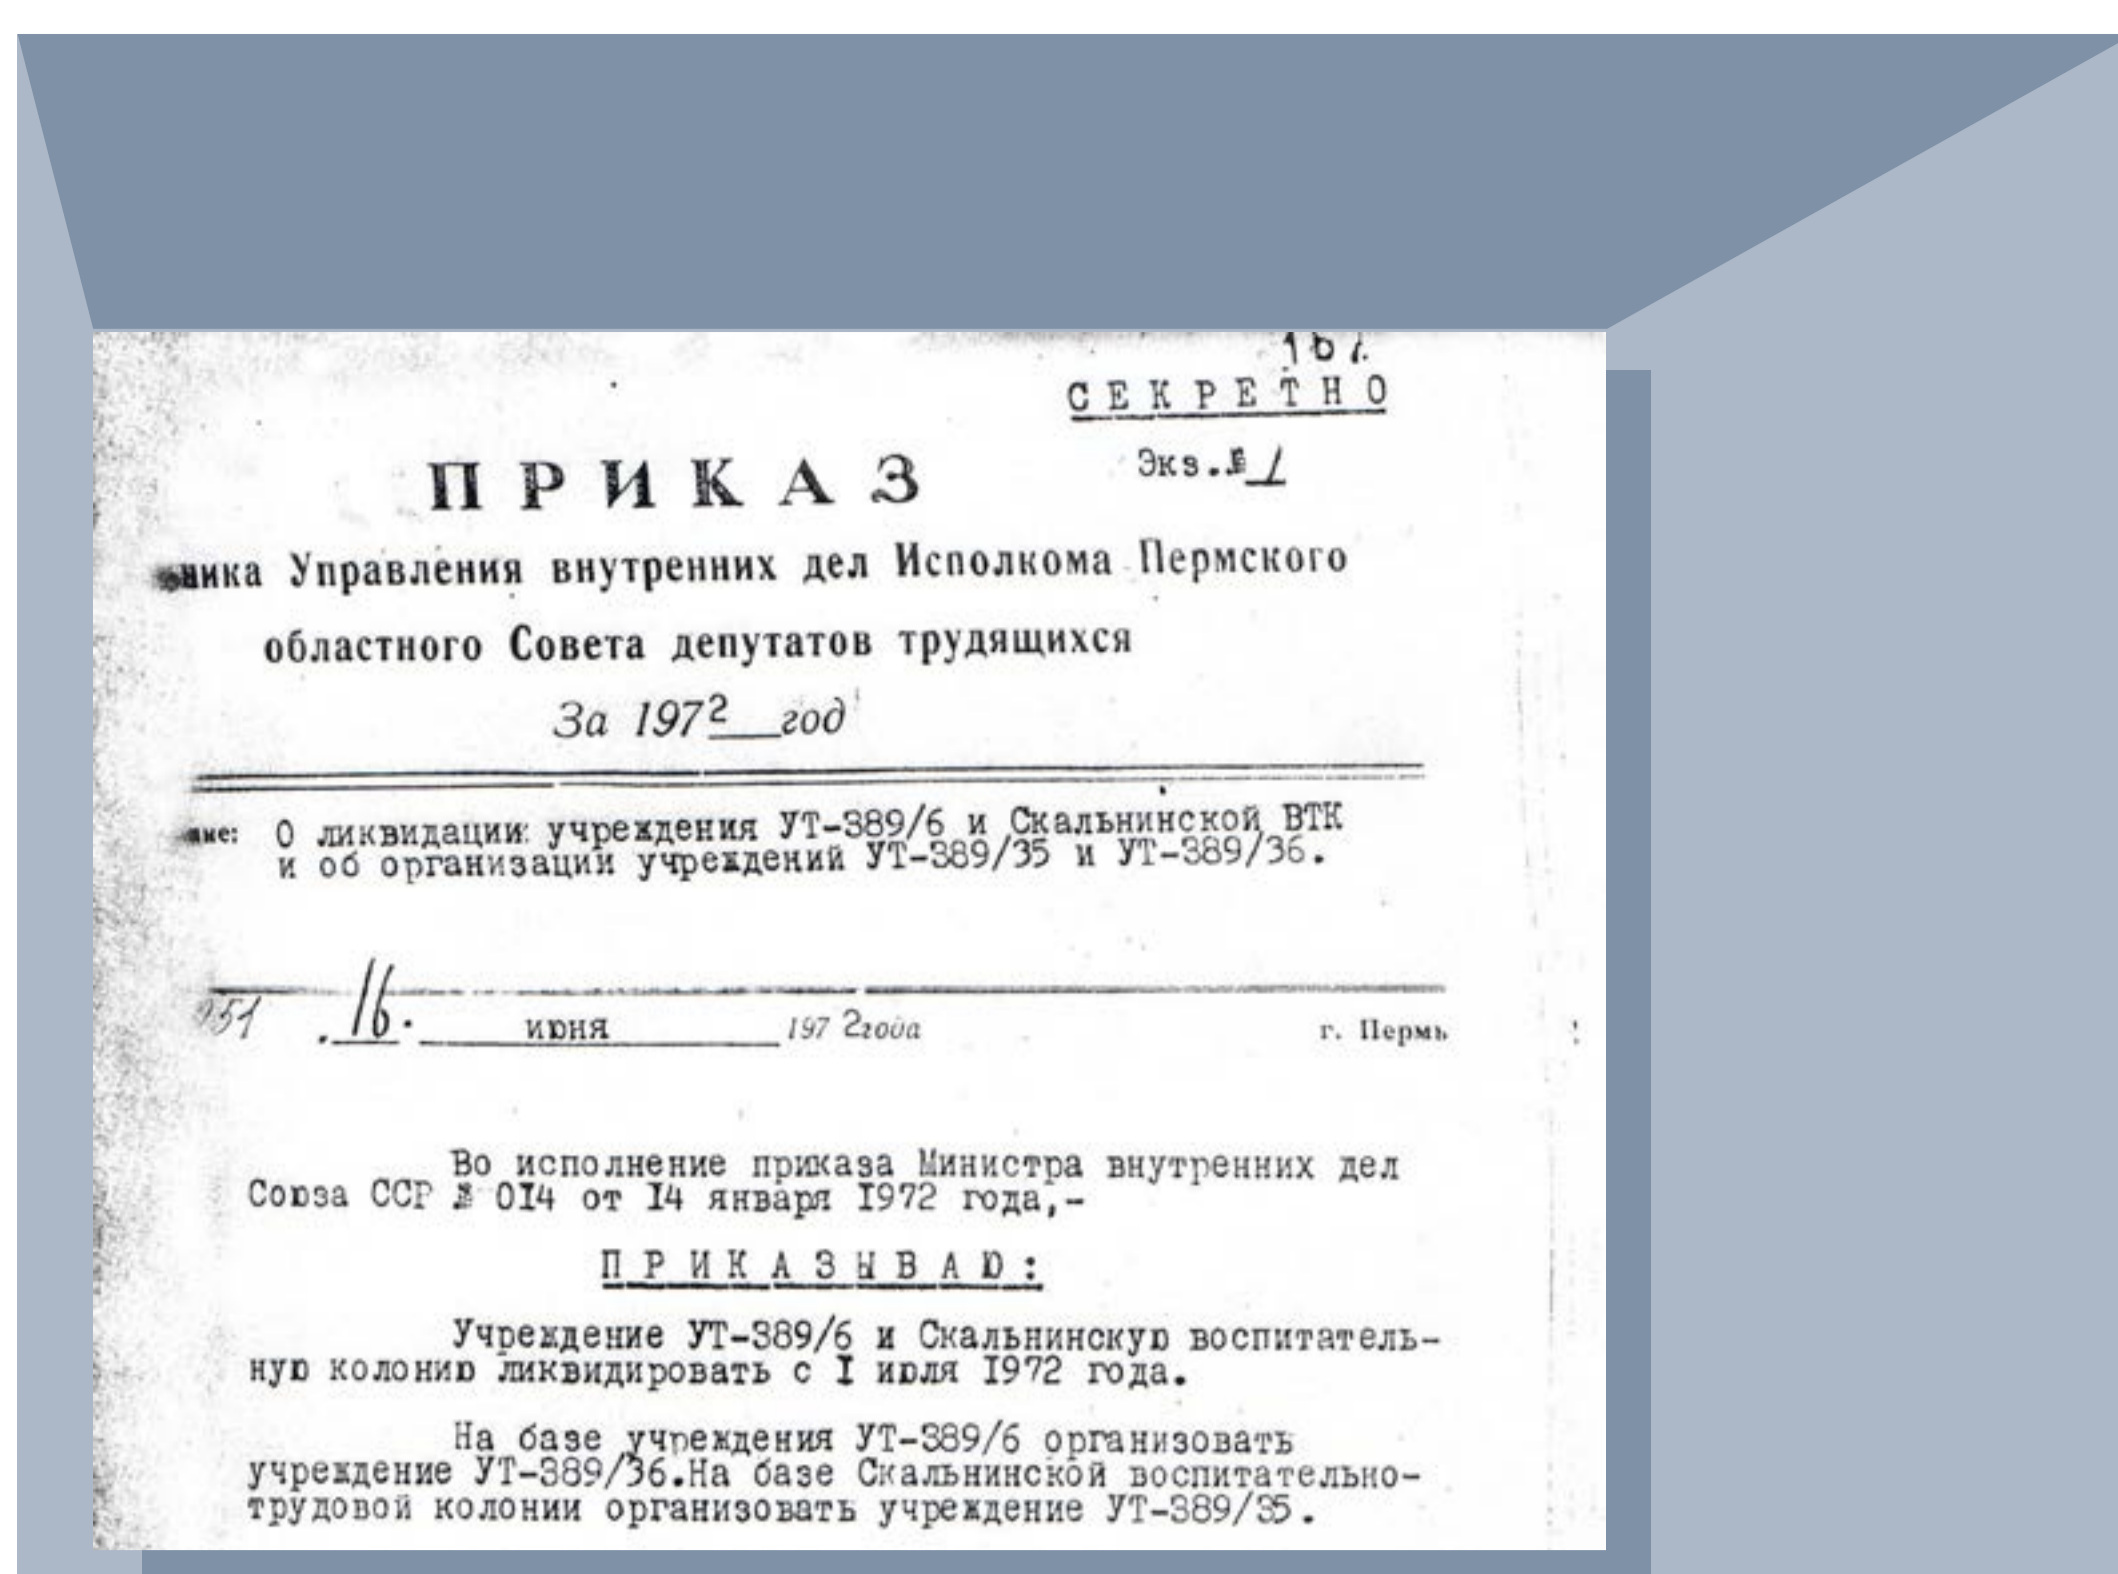 СЕКРЕТНО
Экз.№ 1
ПРИКАЗ
Управления внутренних дел Исполкома Пермского
областного Совета депутатов трудящихся
За 1972 год
О ликвидации учреждения УТ-389/6 и Скальнинской ВТК
и об организации учреждений УТ-389/35 и УТ-389/36.
16. июня 1972 года г. Пермь
Во исполнение приказа Министра внутренних дел
Союза ССР № 014 от 14 января 1972 года,-
ПРИКАЗЫВАЮ:
Учреждение УТ-389/6 и Скальнинскую воспитатель-
ную колонию ликвидировать с I июля 1972 года.
На базе учреждения УТ-389/6 организовать
учреждение УТ-389/36.На базе Скальнинской воспитательно-
трудовой колонии организовать учреждение УТ-389/35.